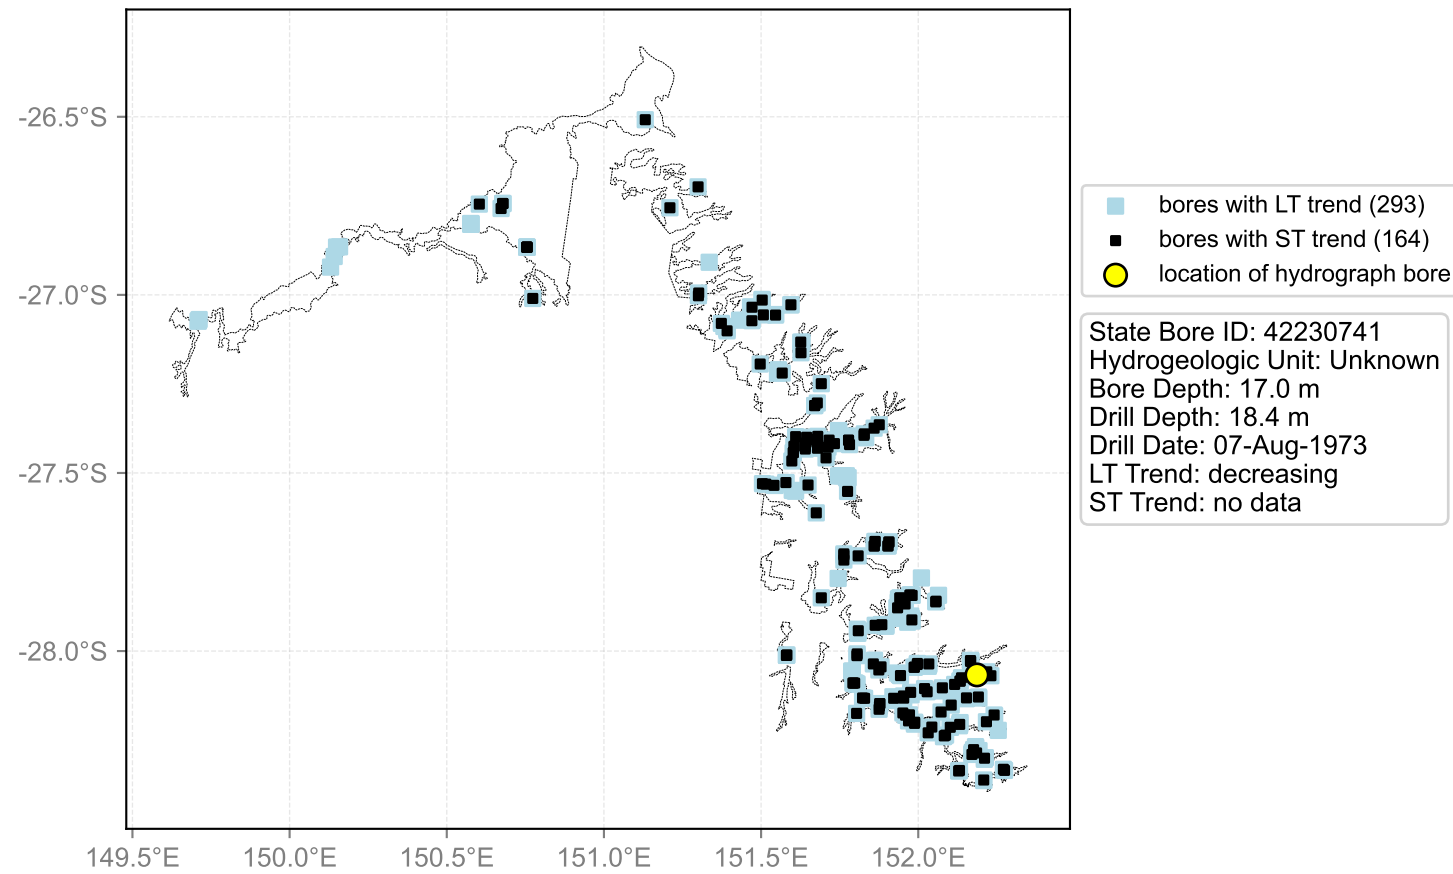 -26.5°S
-27.0°S
-27.5°S
-28.0°S
149.5°E
150.0°E
150.5°E
151.0°E
151.5°E
152.0°E
bores with LT trend (293)
bores with ST trend (164)
location of hydrograph bore
State Bore ID: 42230741
Hydrogeologic Unit: Unknown
Bore Depth: 17.0 m
Drill Depth: 18.4 m
Drill Date: 07-Aug-1973
LT Trend: decreasing
ST Trend: no data